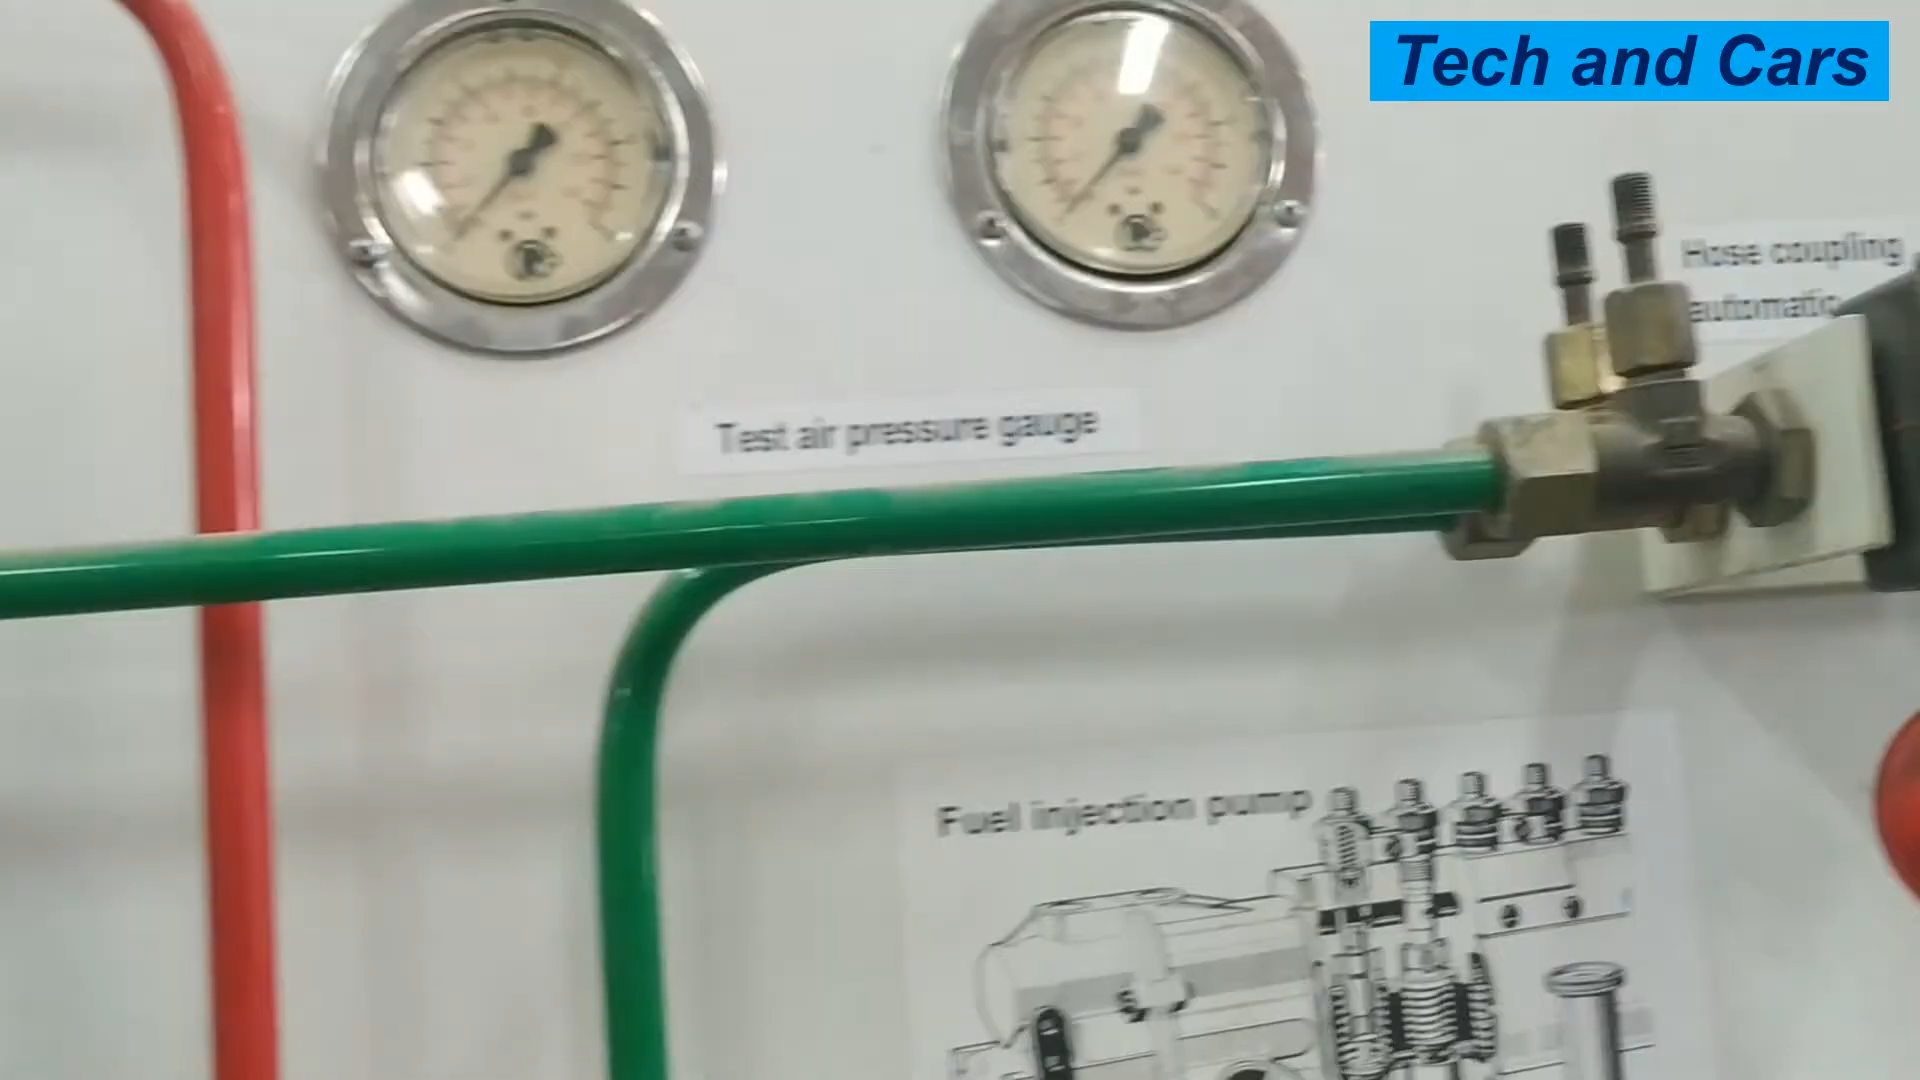 Tech and Cars
Hose coupling
automatic
Test air pressure gauge
Fuel injection pump